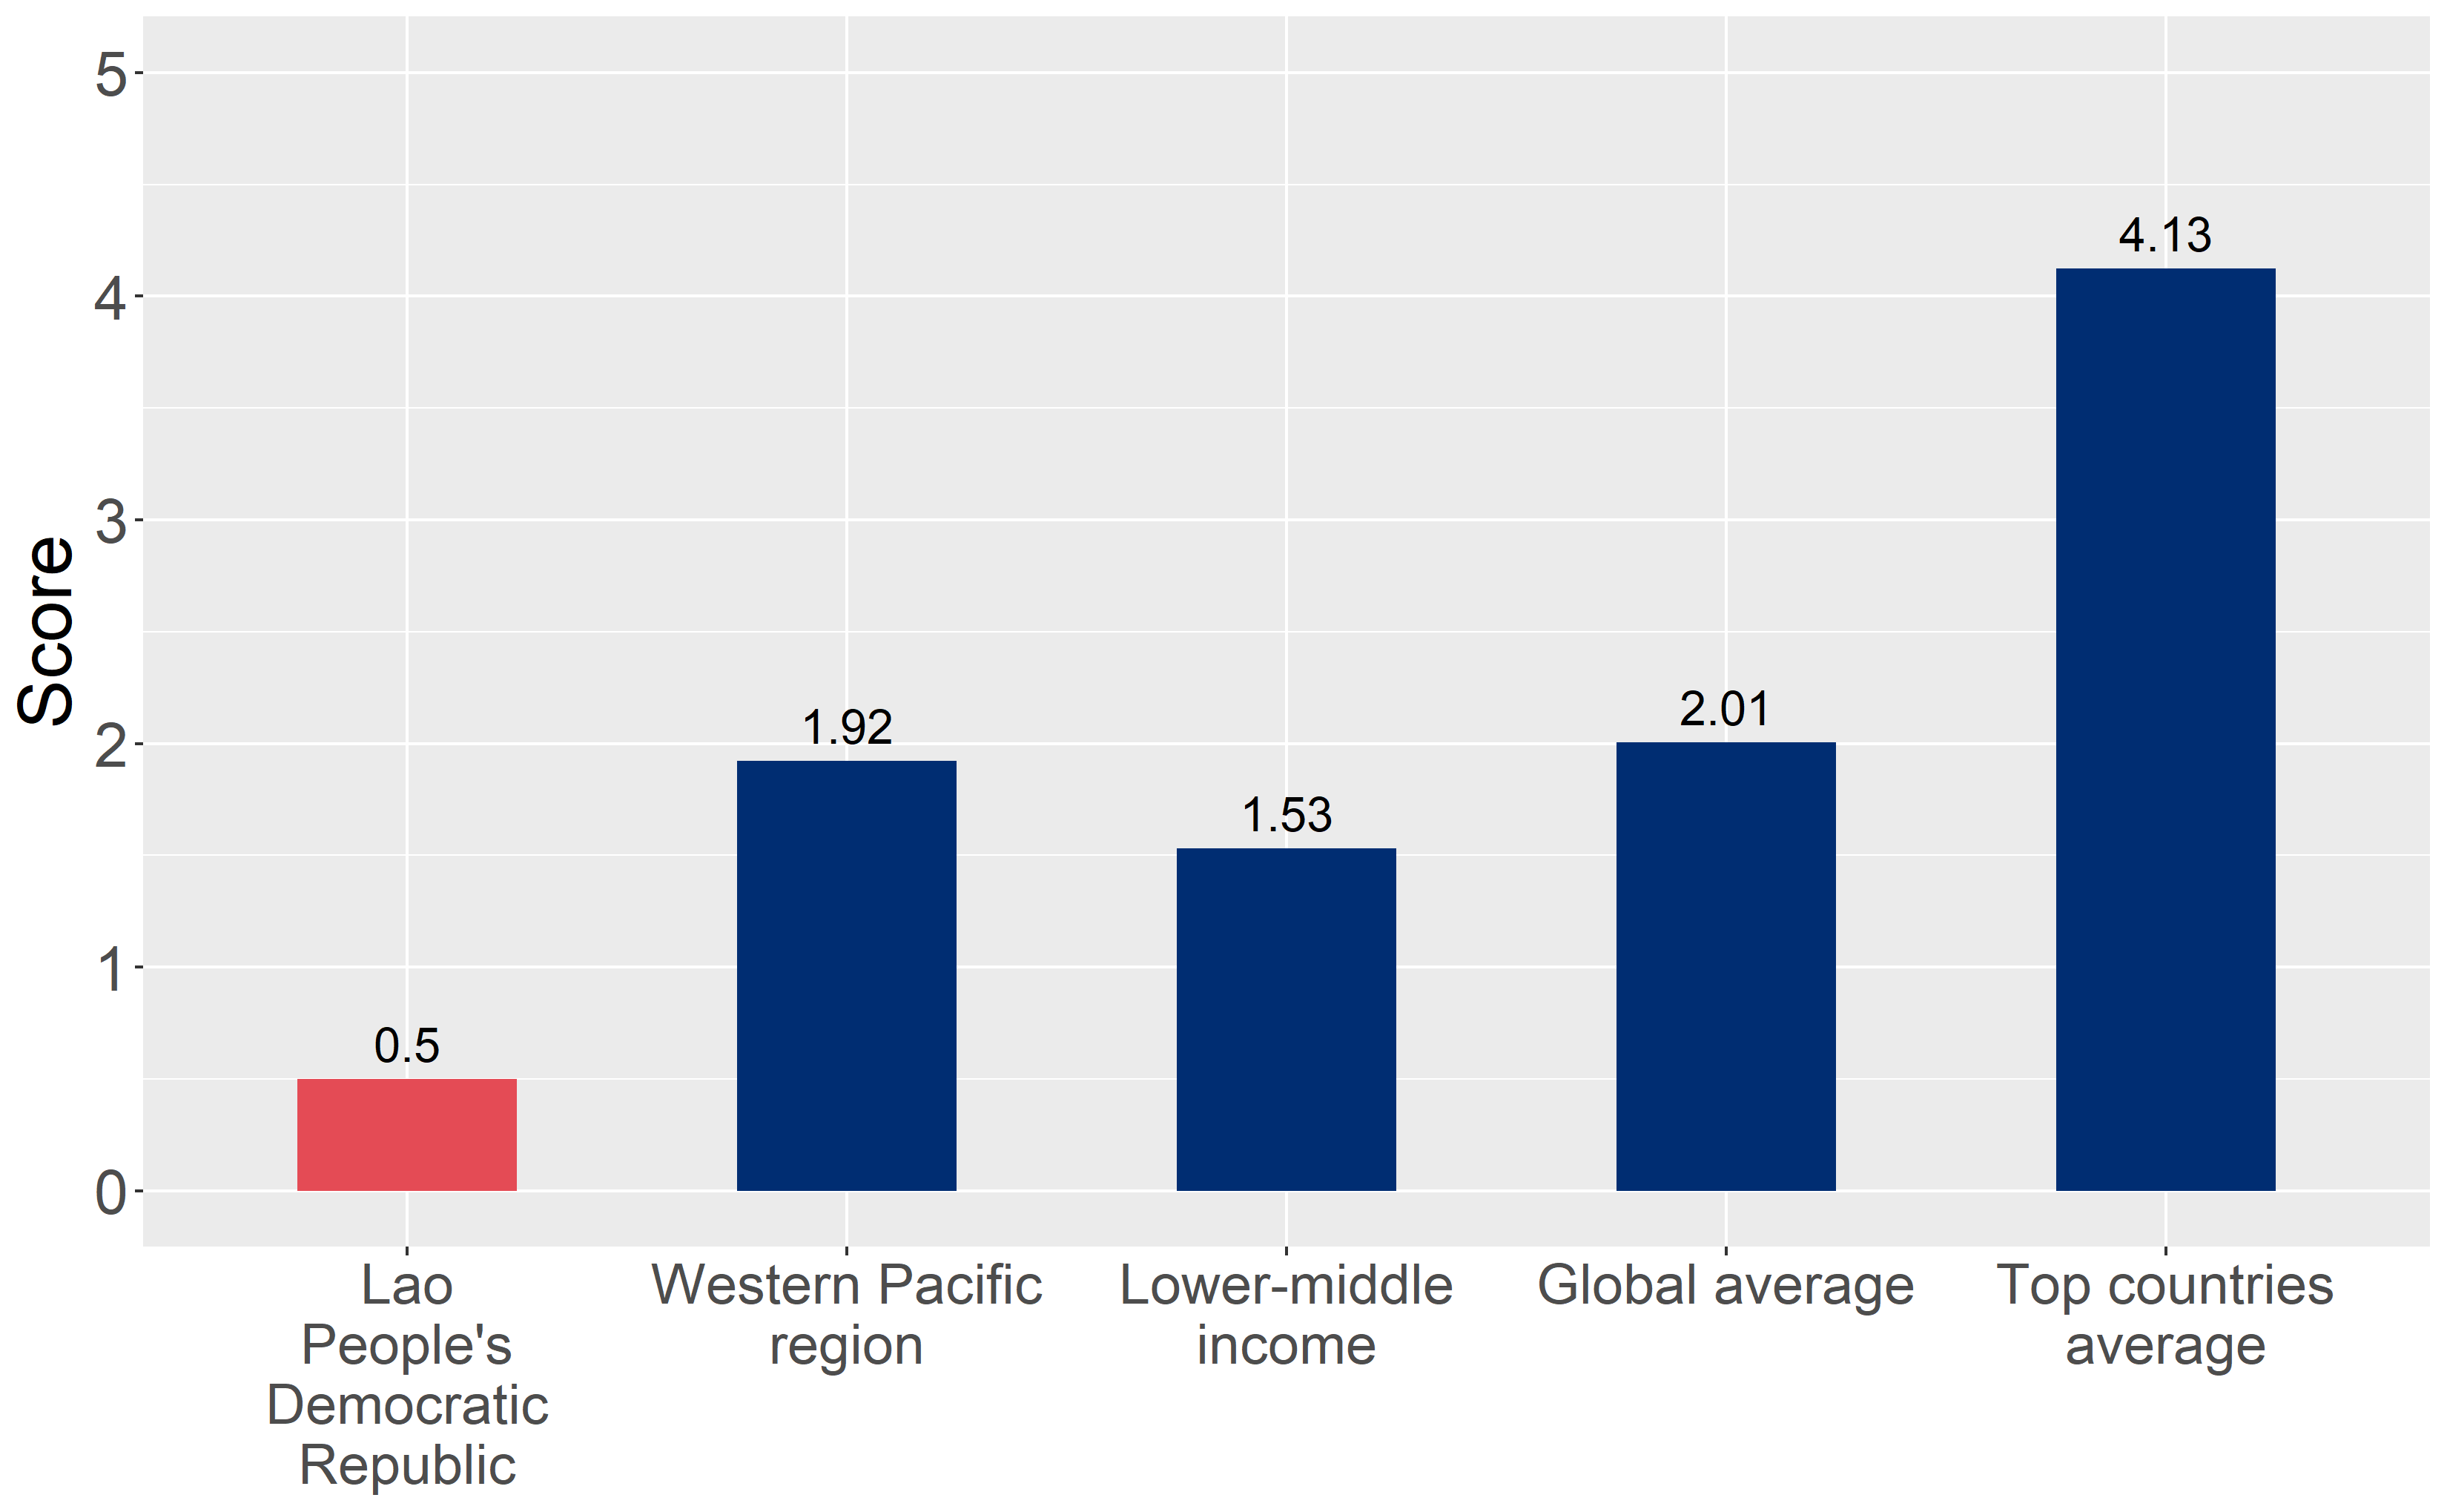 Score
5
4
3
2
1
0
0.5
1.92
1.53
2.01
4.13
Lao
People's
Democratic
Republic
Western Pacific
region
Lower-middle
income
Global average
Top countries
average